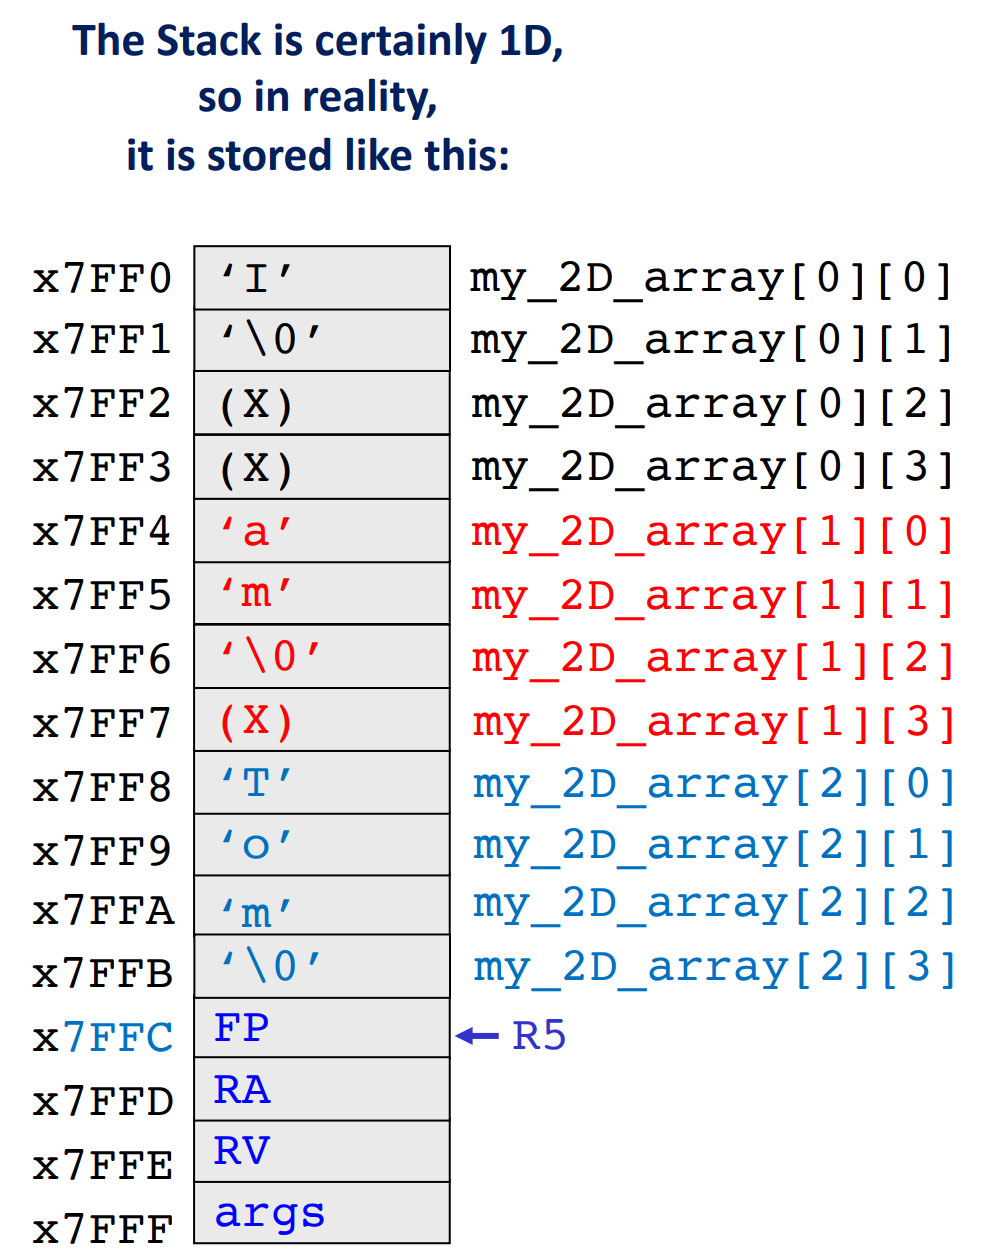 The Stack is certainly 1D,
so in reality,
it is stored like this:
x7FF0 ‘I’ my_2D_array[0][0]
x7FF1 ‘\0’ my_2D_array[0][1]
x7FF2 (X) my_2D_array[0][2]
x7FF3 (X) my_2D_array[0][3]
x7FF4 ‘a’ my_2D_array[1][0]
x7FF5 ‘m’ my_2D_array[1][1]
x7FF6 ‘\0’ my_2D_array[1][2]
x7FF7 (X) my_2D_array[1][3]
x7FF8 ‘T’ my_2D_array[2][0]
x7FF9 ‘o’ my_2D_array[2][1]
x7FFA ‘m’ my_2D_array[2][2]
x7FFB ‘\0’ my_2D_array[2][3]
x7FFC FP R5
x7FFD RA
x7FFE RV
x7FFF args